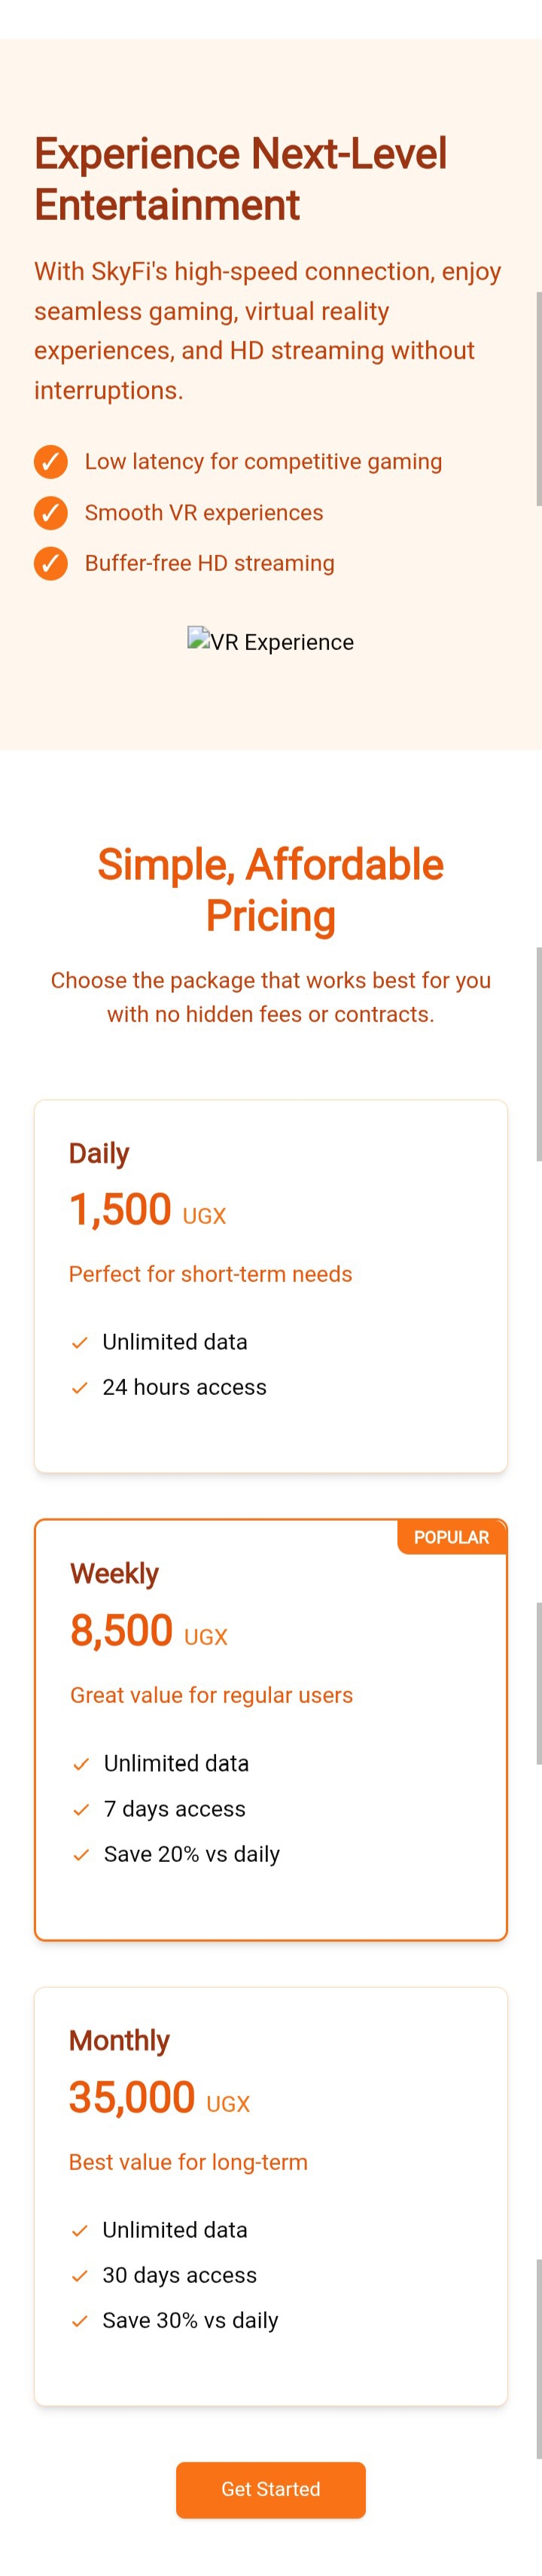 Experience Next-Level
Entertainment
With SkyFi's high-speed connection, enjoy
seamless gaming, virtual reality
experiences, and HD streaming without
interruptions.
Low latency for competitive gaming
Smooth VR experiences
Buffer-free HD streaming
VR Experience
Simple, Affordable
Pricing
Choose the package that works best for you
with no hidden fees or contracts.
Daily
1,500 UGX
Perfect for short-term needs
Unlimited data
24 hours access
POPULAR
Weekly
8,500 UGX
Great value for regular users
Unlimited data
7 days access
Save 20% vs daily
Monthly
35,000 UGX
Best value for long-term
Unlimited data
30 days access
Save 30% vs daily
Get Started